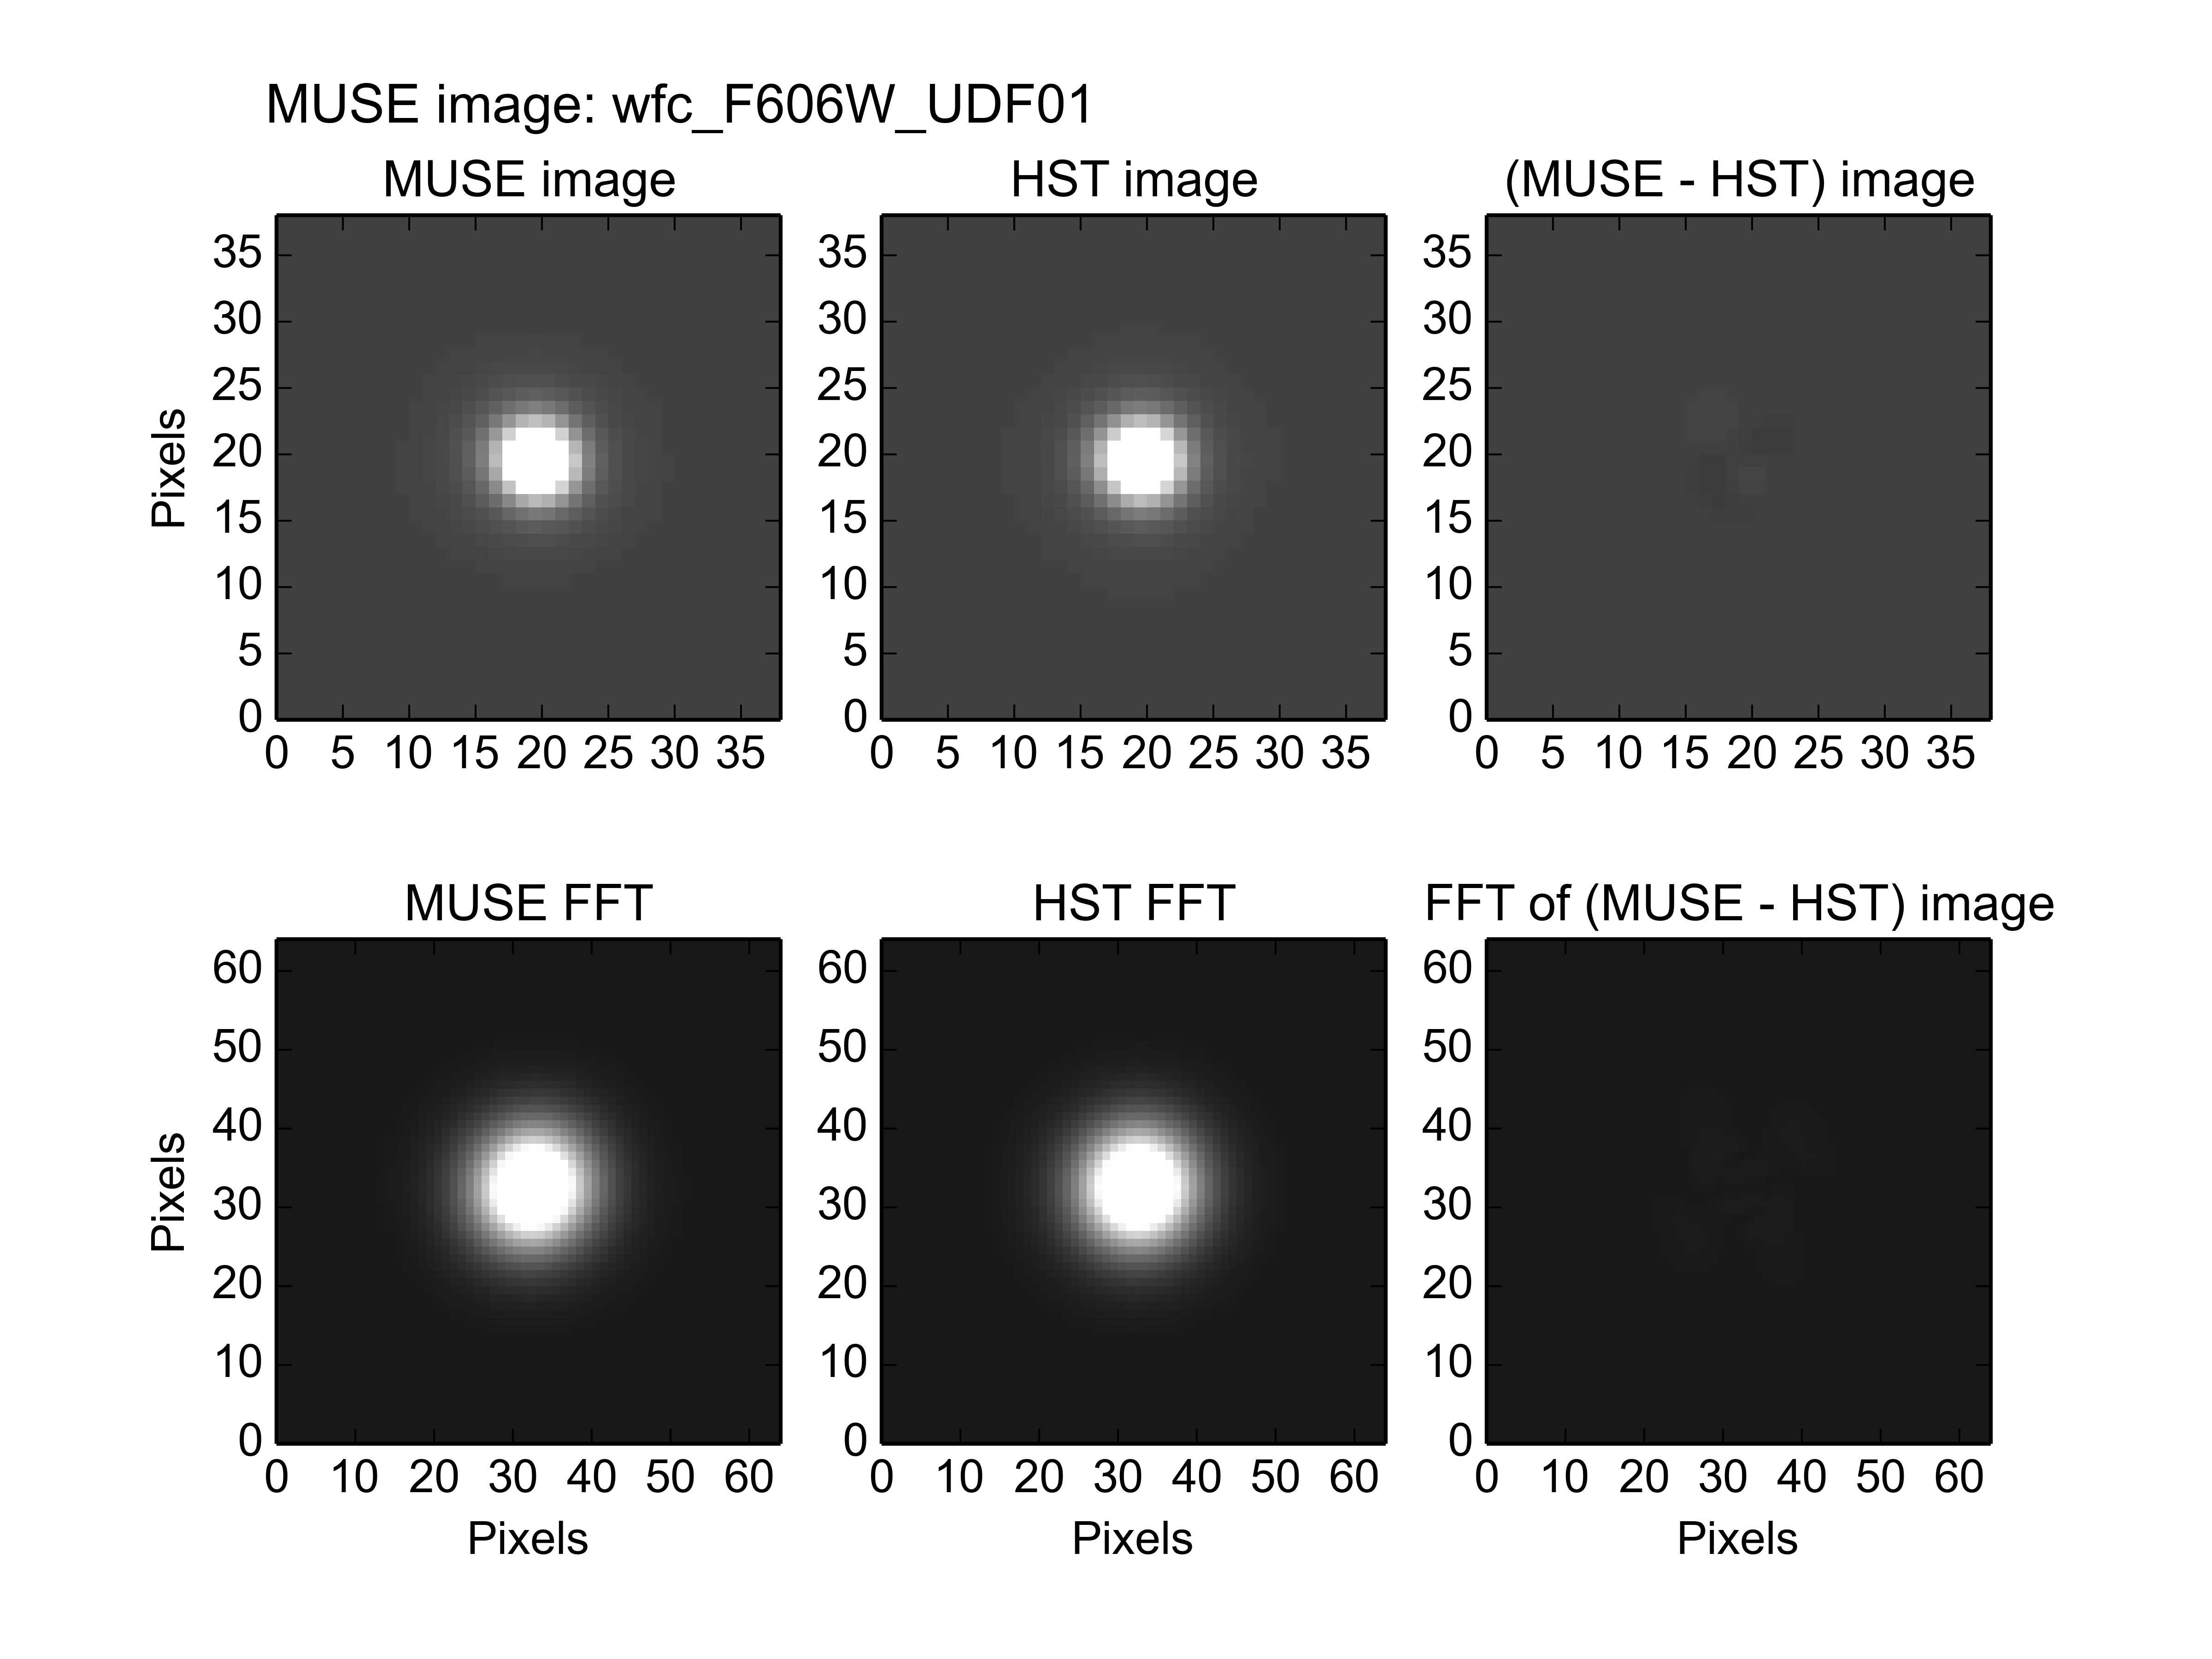 MUSE image: wfc_F606W_UDF01
MUSE image HST image (MUSE - HST) image
35 35 35
30 30 30
25 25 25
20 20 20
15 15 15
10 10 10
5 5 5
0 0 0
Pixels
0 5 10 15 20 25 30 35 0 5 10 15 20 25 30 35 0 5 10 15 20 25 30 35
MUSE FFT HST FFT FFT of (MUSE - HST) image
60 60 60
50 50 50
40 40 40
30 30 30
20 20 20
10 10 10
0 0 0
Pixels
0 10 20 30 40 50 60 0 10 20 30 40 50 60 0 10 20 30 40 50 60
Pixels Pixels Pixels